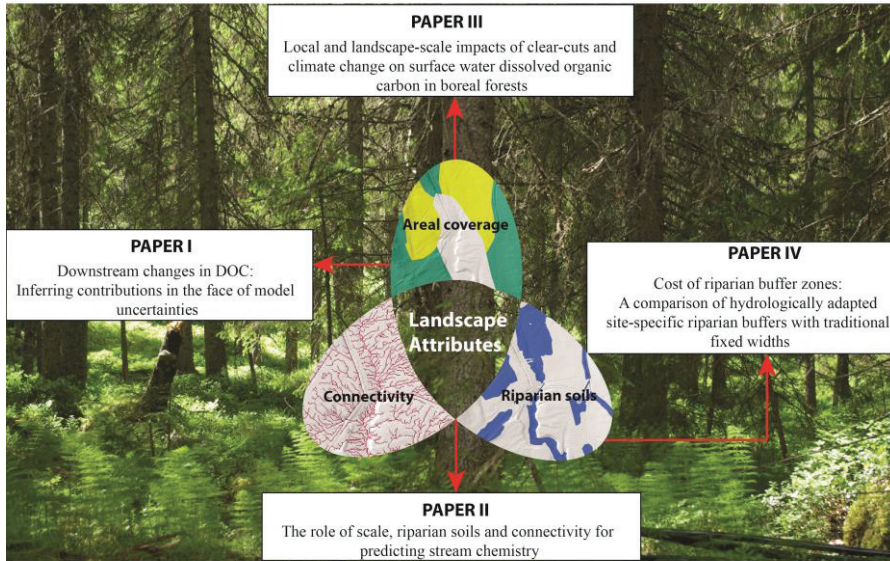 PAPER III
Local and landscape-scale impacts of clear-cuts and
climate change on surface water dissolved organic
carbon in boreal forests
Areal coverage
PAPER I
Downstream changes in DOC:
Inferring contributions in the face of model
uncertainties
PAPER IV
Cost of riparian buffer zones:
A comparison of hydrologically adapted
site-specific riparian buffers with traditional
fixed widths
Landscape
Attributes
Connectivity
Riparian soils
PAPER II
The role of scale, riparian soils and connectivity for
predicting stream chemistry